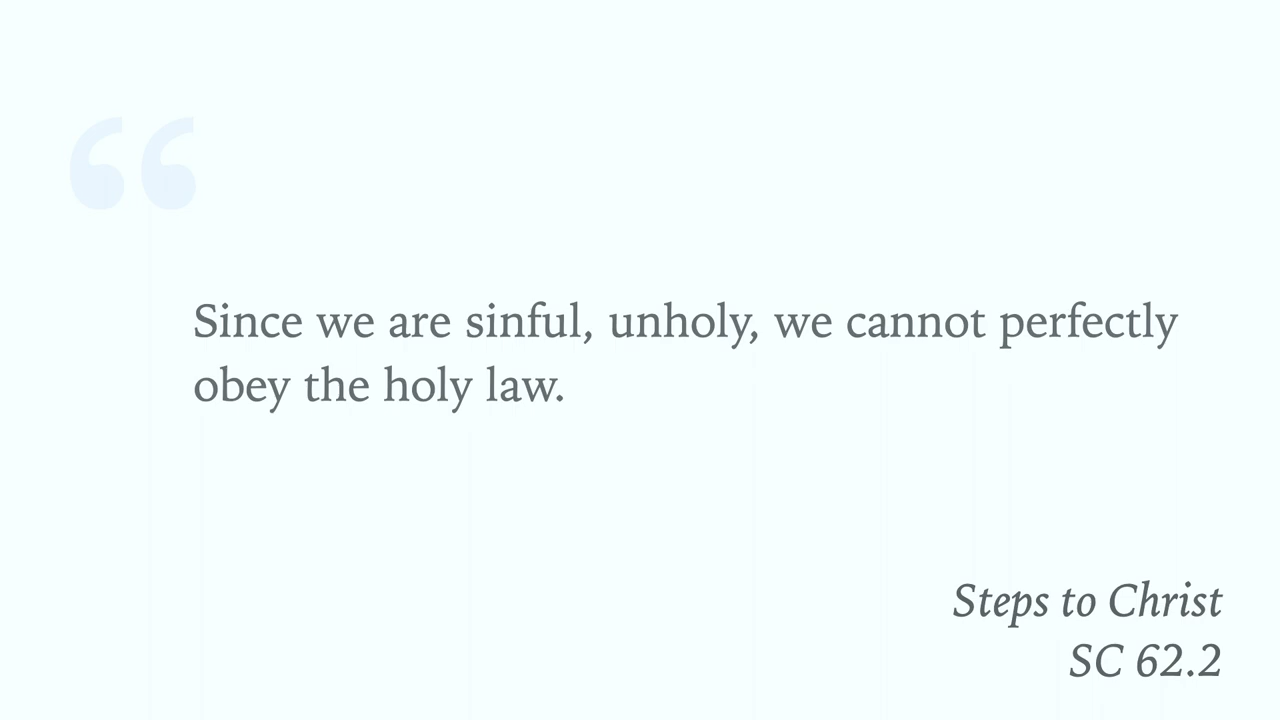 “
Since we are sinful, unholy, we cannot perfectly
obey the holy law.
Steps to Christ
SC 62.2